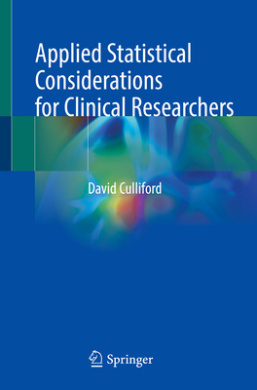 Applied Statistical
Considerations
for Clinical Researchers
David Culliford
Springer